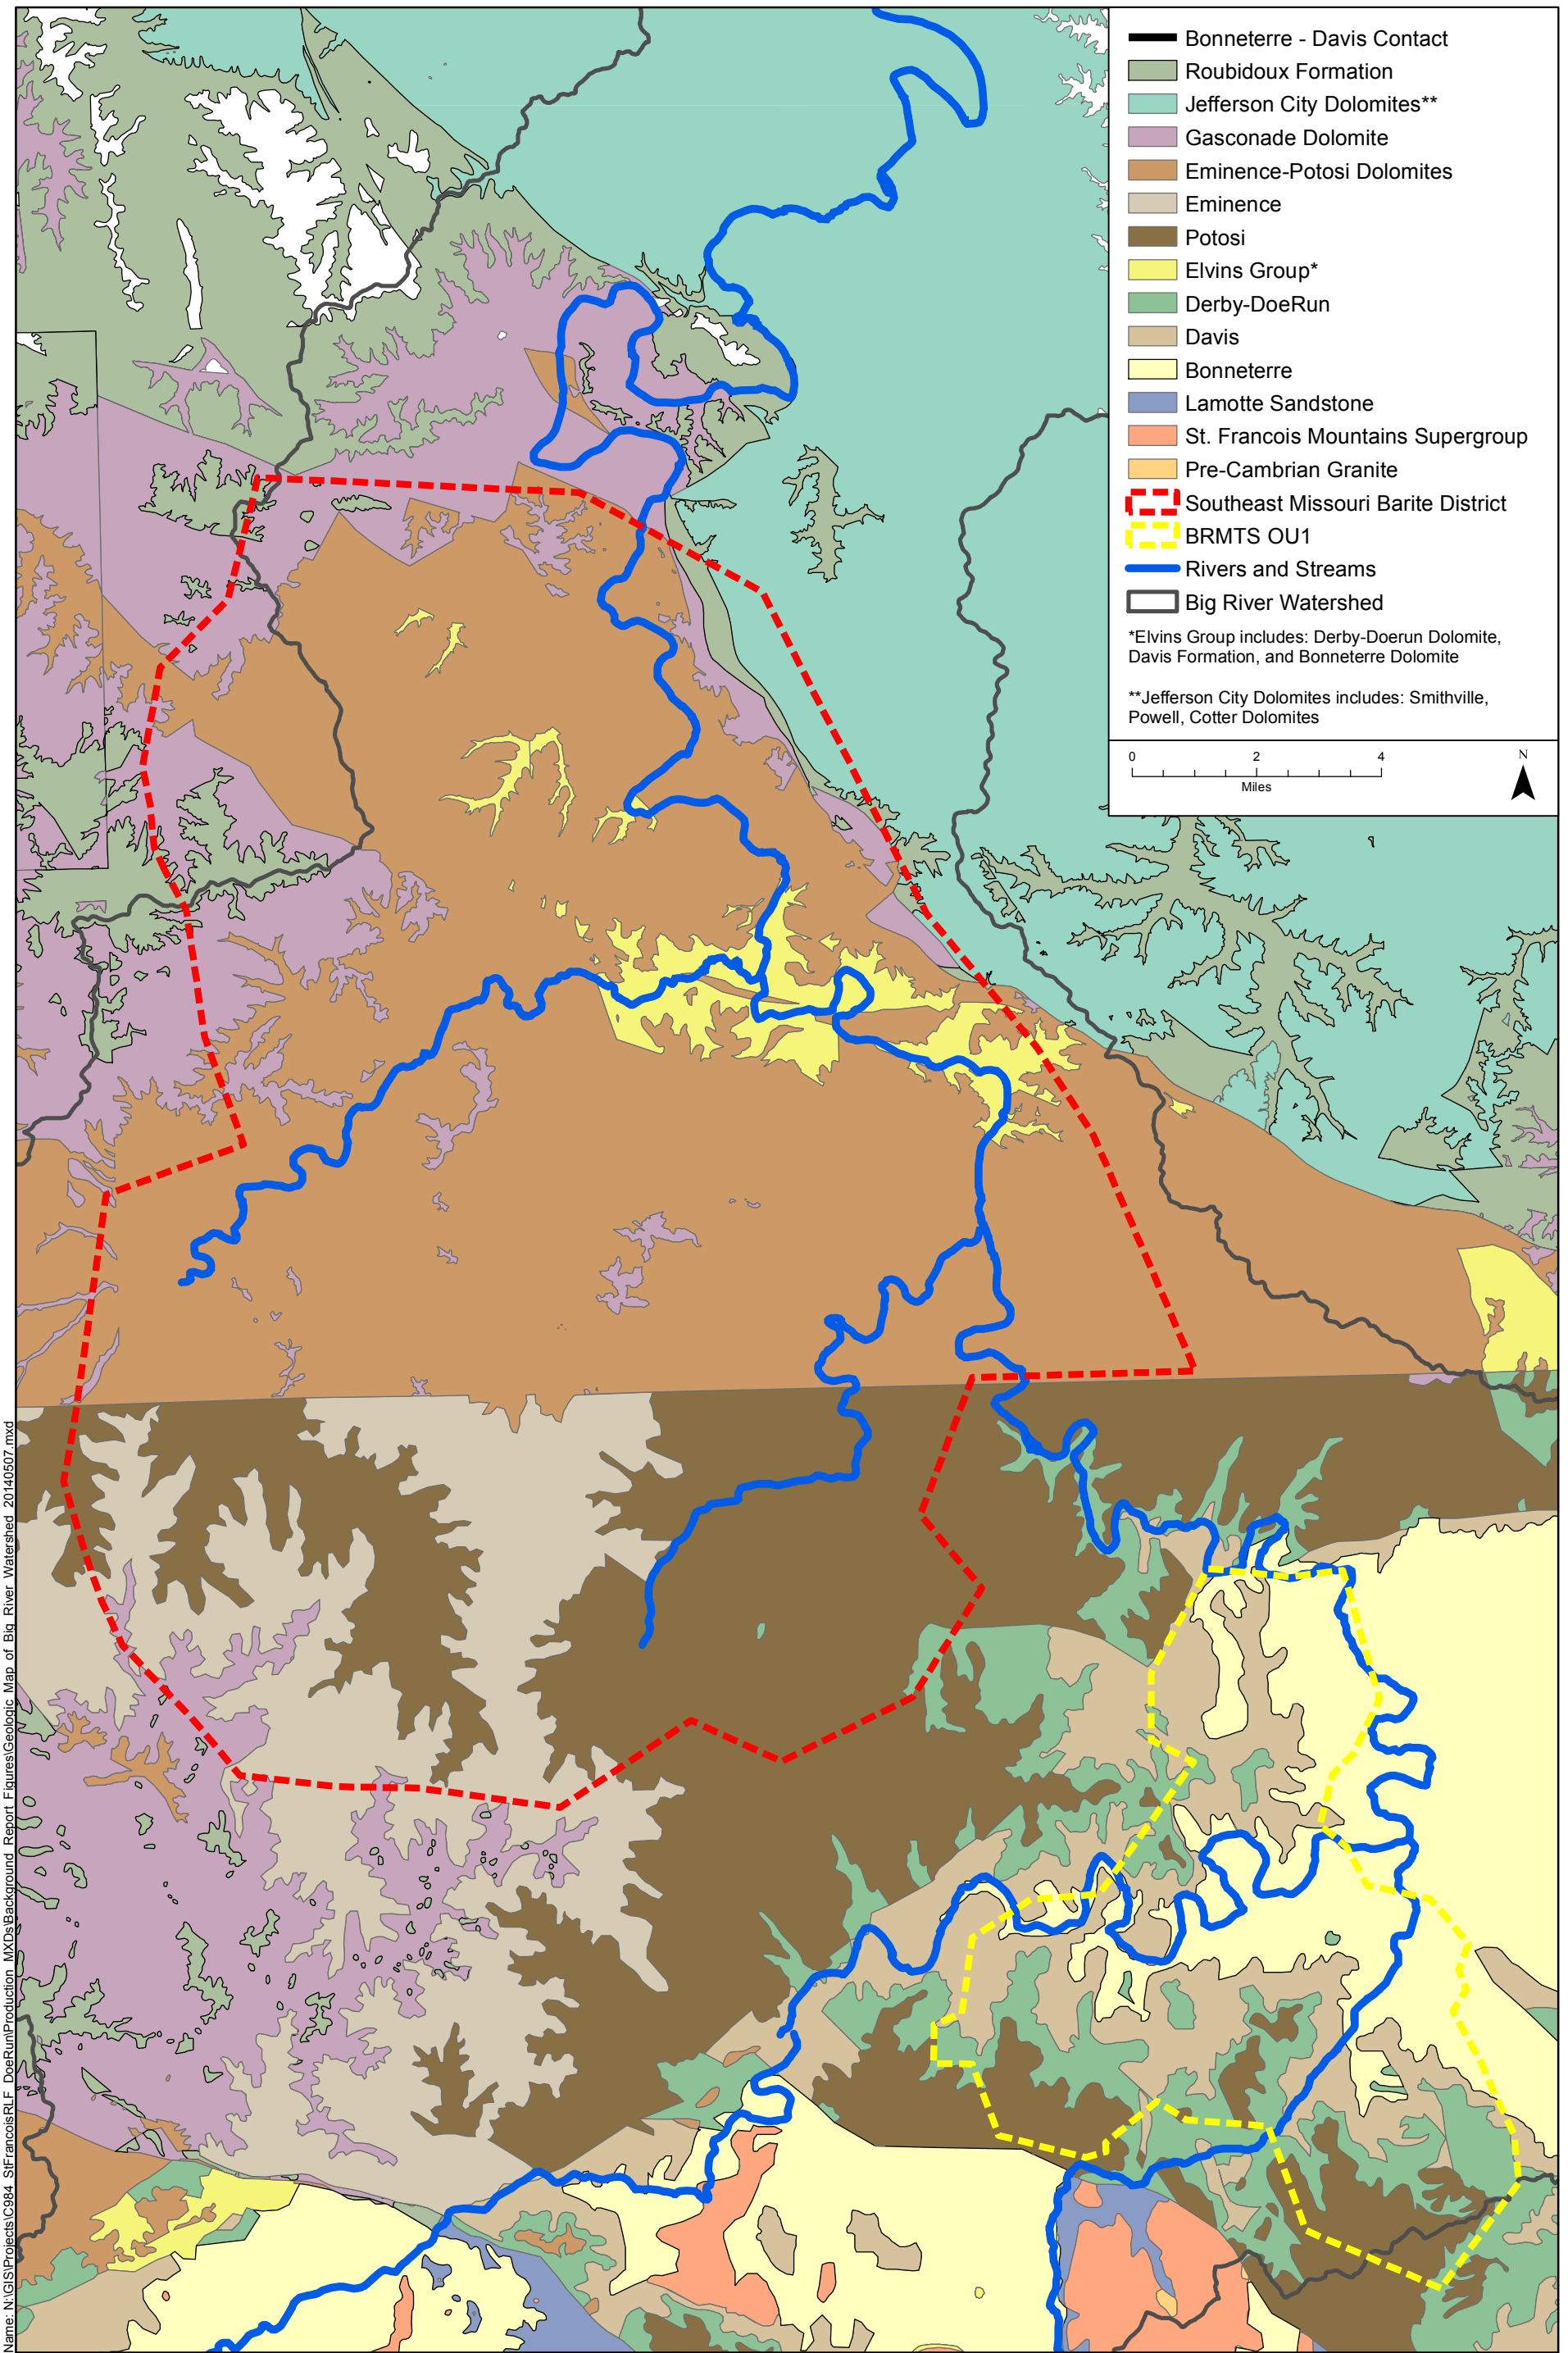 Bonneterre - Davis Contact
Roubidoux Formation
Jefferson City Dolomites**
Gasconade Dolomite
Eminence-Potosi Dolomites
Eminence
Potosi
Elvins Group*
Derby-DoeRun
Davis
Bonneterre
Lamotte Sandstone
St. Francois Mountains Supergroup
Pre-Cambrian Granite
Southeast Missouri Barite District
BRMTS OU1
Rivers and Streams
Big River Watershed
*Elvins Group includes: Derby-Doerun Dolomite,
Davis Formation, and Bonneterre Dolomite
**Jefferson City Dolomites includes: Smithville,
Powell, Cotter Dolomites
0 2 4
Miles
N
Name: N:\GIS\Projects\C984_StFrancoisRLF_DoeRun\Production_MXDs\Background_Report_Figures\Geologic_Map_of_Big_River_Watershed_20140507.mxd